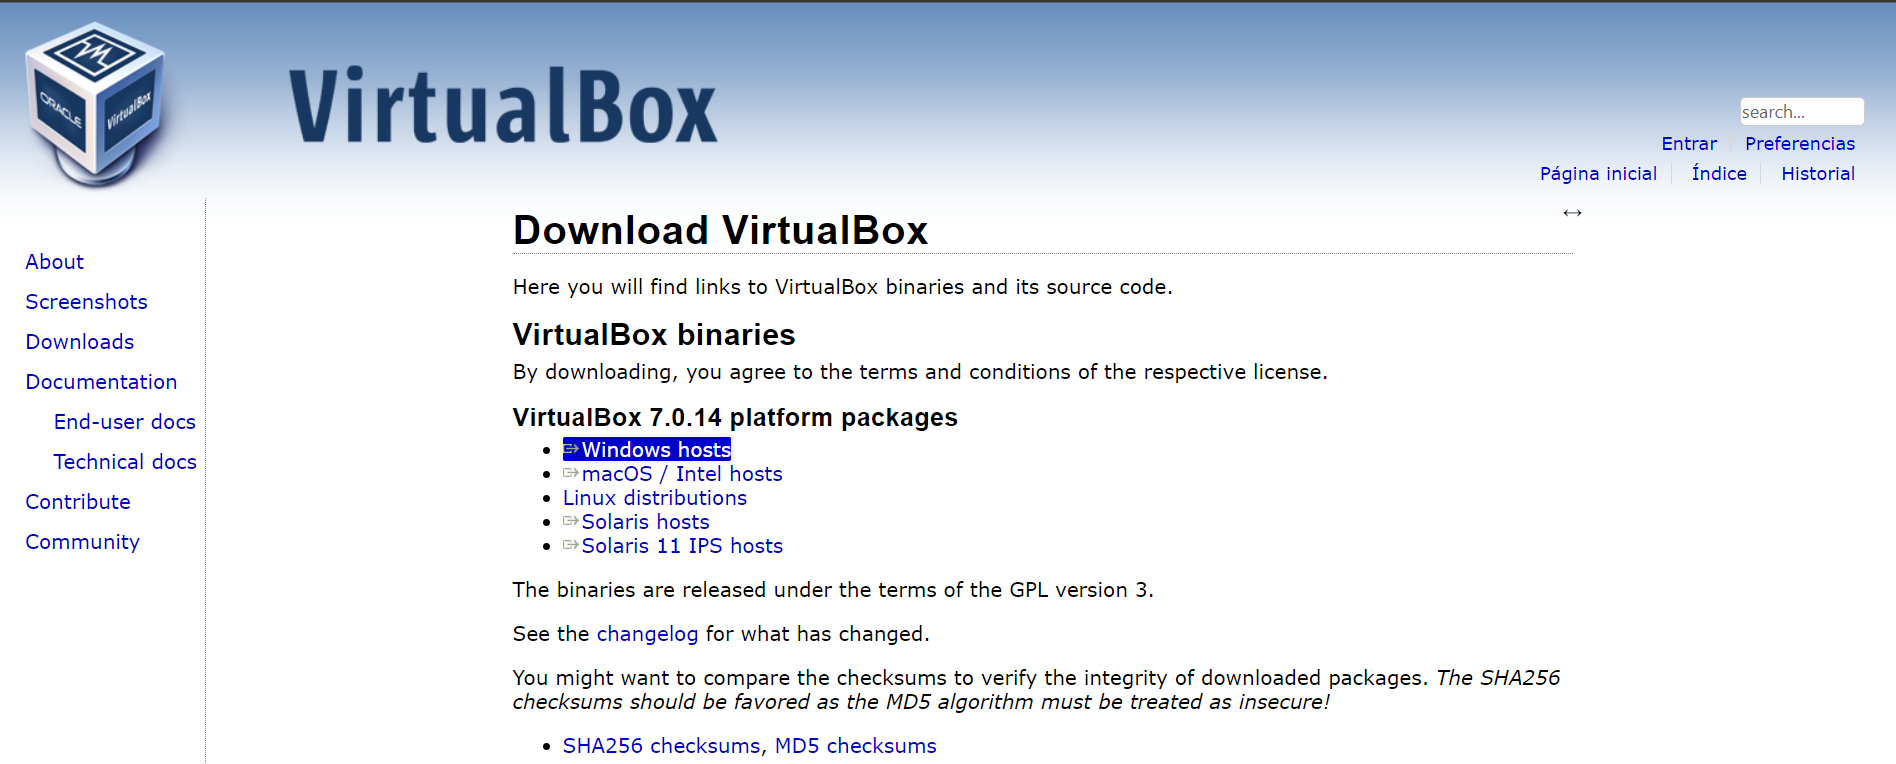 ORACLE
VirtualBox
VirtualBox
search...
Entrar
Preferencias
Página inicial
Índice
Historial
About
Screenshots
Downloads
Documentation
End-user docs
Technical docs
Contribute
Community
Download VirtualBox
Here you will find links to VirtualBox binaries and its source code.
VirtualBox binaries
By downloading, you agree to the terms and conditions of the respective license.
VirtualBox 7.0.14 platform packages
Windows hosts
macOS / Intel hosts
Linux distributions
Solaris hosts
Solaris 11 IPS hosts
The binaries are released under the terms of the GPL version 3.
See the changelog for what has changed.
You might want to compare the checksums to verify the integrity of downloaded packages. The SHA256
checksums should be favored as the MD5 algorithm must be treated as insecure!
SHA256 checksums, MD5 checksums